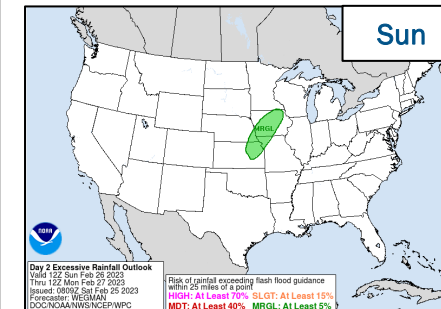 Sun
MRGL
NOAA
Day 2 Excessive Rainfall Outlook
Valid 12Z Sun Feb 26 2023
Thru 12Z Mon Feb 27 2023
Issued: 0809Z Sat Feb 25 2023
Forecaster: WEGMAN
DOC/NOAA/NWS/NCEP/WPC
Risk of rainfall exceeding flash flood guidance
within 25 miles of a point
HIGH: At Least 70% SLGT: At Least 15%
MDT: At Least 40% MRGL: At Least 5%